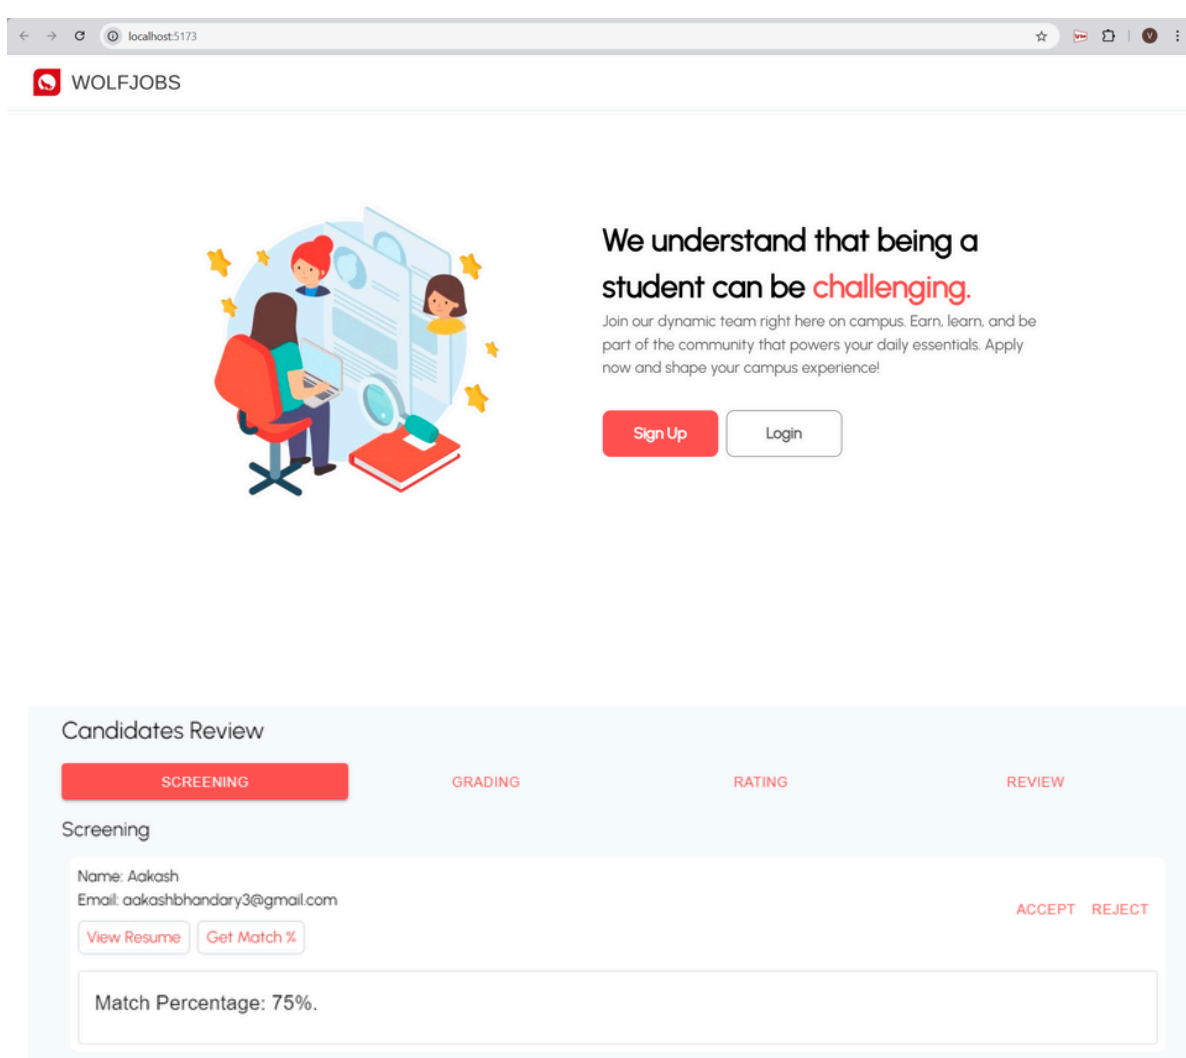 localhost:5173
WOLFJOBS
We understand that being a
student can be challenging.
Join our dynamic team right here on campus. Earn, learn, and be
part of the community that powers your daily essentials. Apply
now and shape your campus experience!
Sign Up Login
Candidates Review
SCREENING GRADING RATING REVIEW
Screening
Name: Aakash
Email: aakashbhandary3@gmail.com
ACCEPT REJECT
View Resume Get Match %
Match Percentage: 75%.